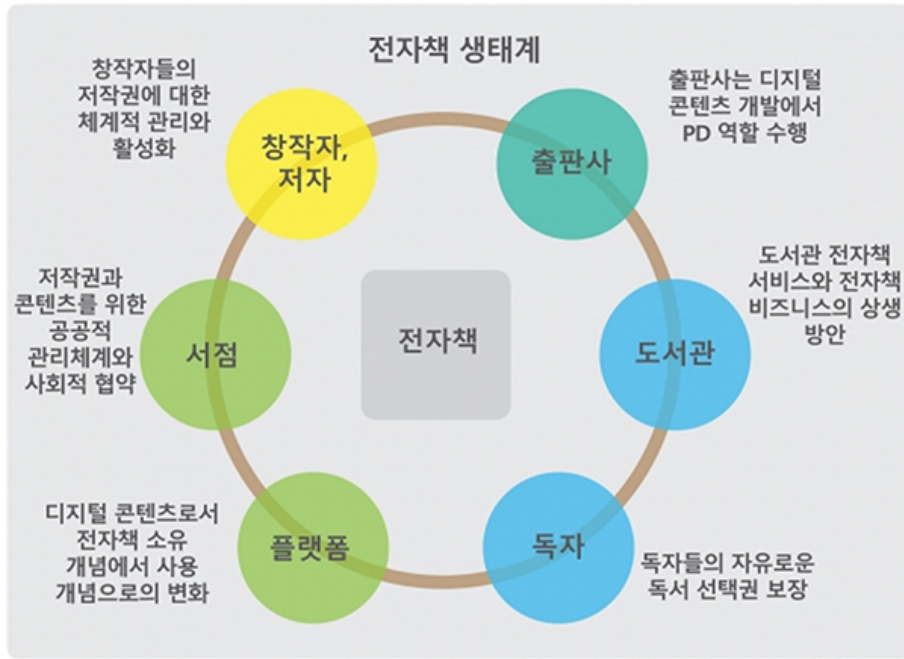 전자책 생태계
창작자들의
저작권에 대한
체계적 관리와
활성화
창작자,
저자
출판사
출판사는 디지털
콘텐츠 개발에서
PD 역할 수행
저작권과
콘텐츠를 위한
공공적
관리체계와
사회적 협약
서점
전자책
도서관
도서관 전자책
서비스와 전자책
비즈니스의 상생
방안
디지털 콘텐츠로서
전자책 소유
개념에서 사용
개념으로의 변화
플랫폼
독자
독자들의 자유로운
독서 선택권 보장